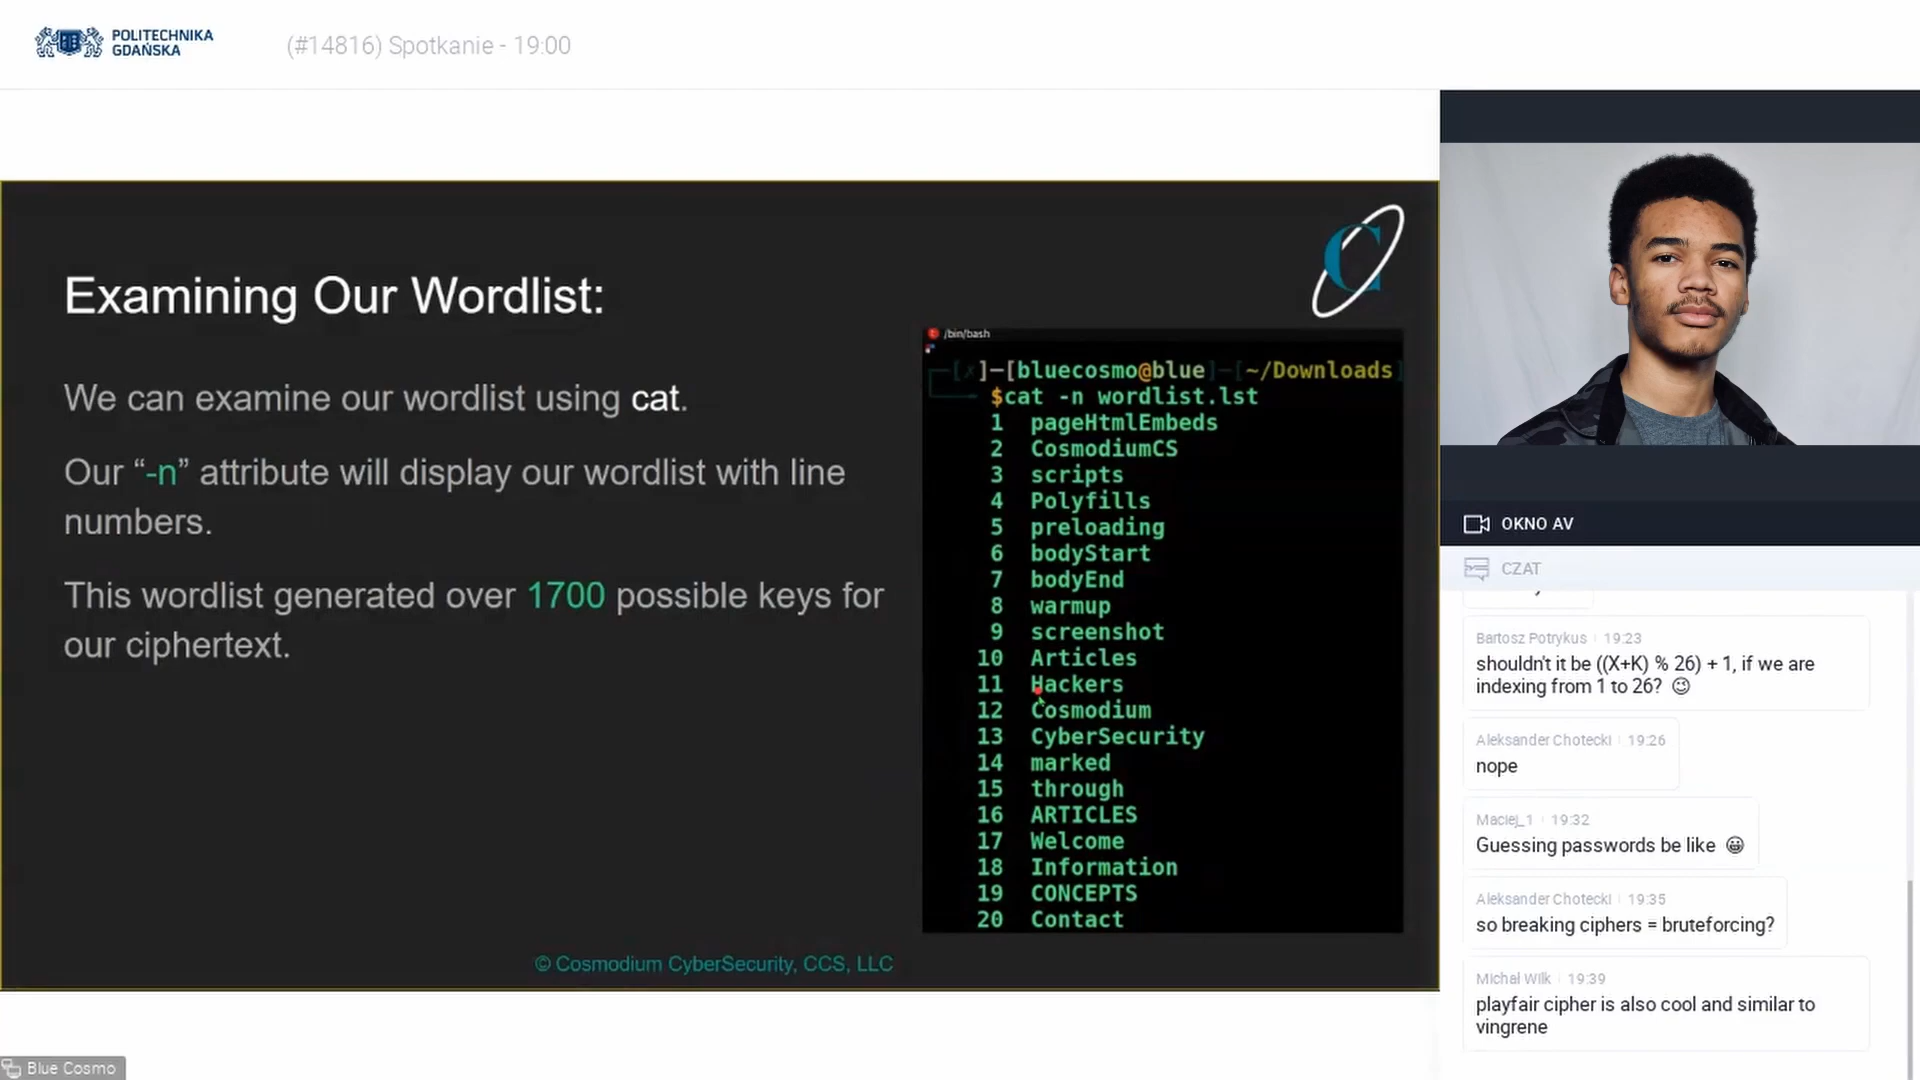 POLITECHNIKA
GDAŃSKA
(#14816) Spotkanie - 19:00
Examining Our Wordlist:
We can examine our wordlist using cat.
Our “-n” attribute will display our wordlist with line
numbers.
This wordlist generated over 1700 possible keys for
our ciphertext.
© Cosmodium CyberSecurity, CCS, LLC
C
/bin/bash
[x]—[bluecosmo@blue]—[~/Downloads]
$cat -n wordlist.lst
1 pageHtmlEmbeds
2 CosmodiumCS
3 scripts
4 Polyfills
5 preloading
6 bodyStart
7 bodyEnd
8 warmup
9 screenshot
10 Articles
11 Hackers
12 Cosmodium
13 CyberSecurity
14 marked
15 through
16 ARTICLES
17 Welcome
18 Information
19 CONCEPTS
20 Contact
Blue Cosmo
OKNO AV
CZAT
Bartosz Potrykus 19:23
shouldn't it be ((X+K) % 26) + 1, if we are
indexing from 1 to 26? 😉
Aleksander Chotecki 19:26
nope
Maciej_1 19:32
Guessing passwords be like 😀
Aleksander Chotecki 19:35
so breaking ciphers = bruteforcing?
Michał Wilk 19:39
playfair cipher is also cool and similar to
vingrene